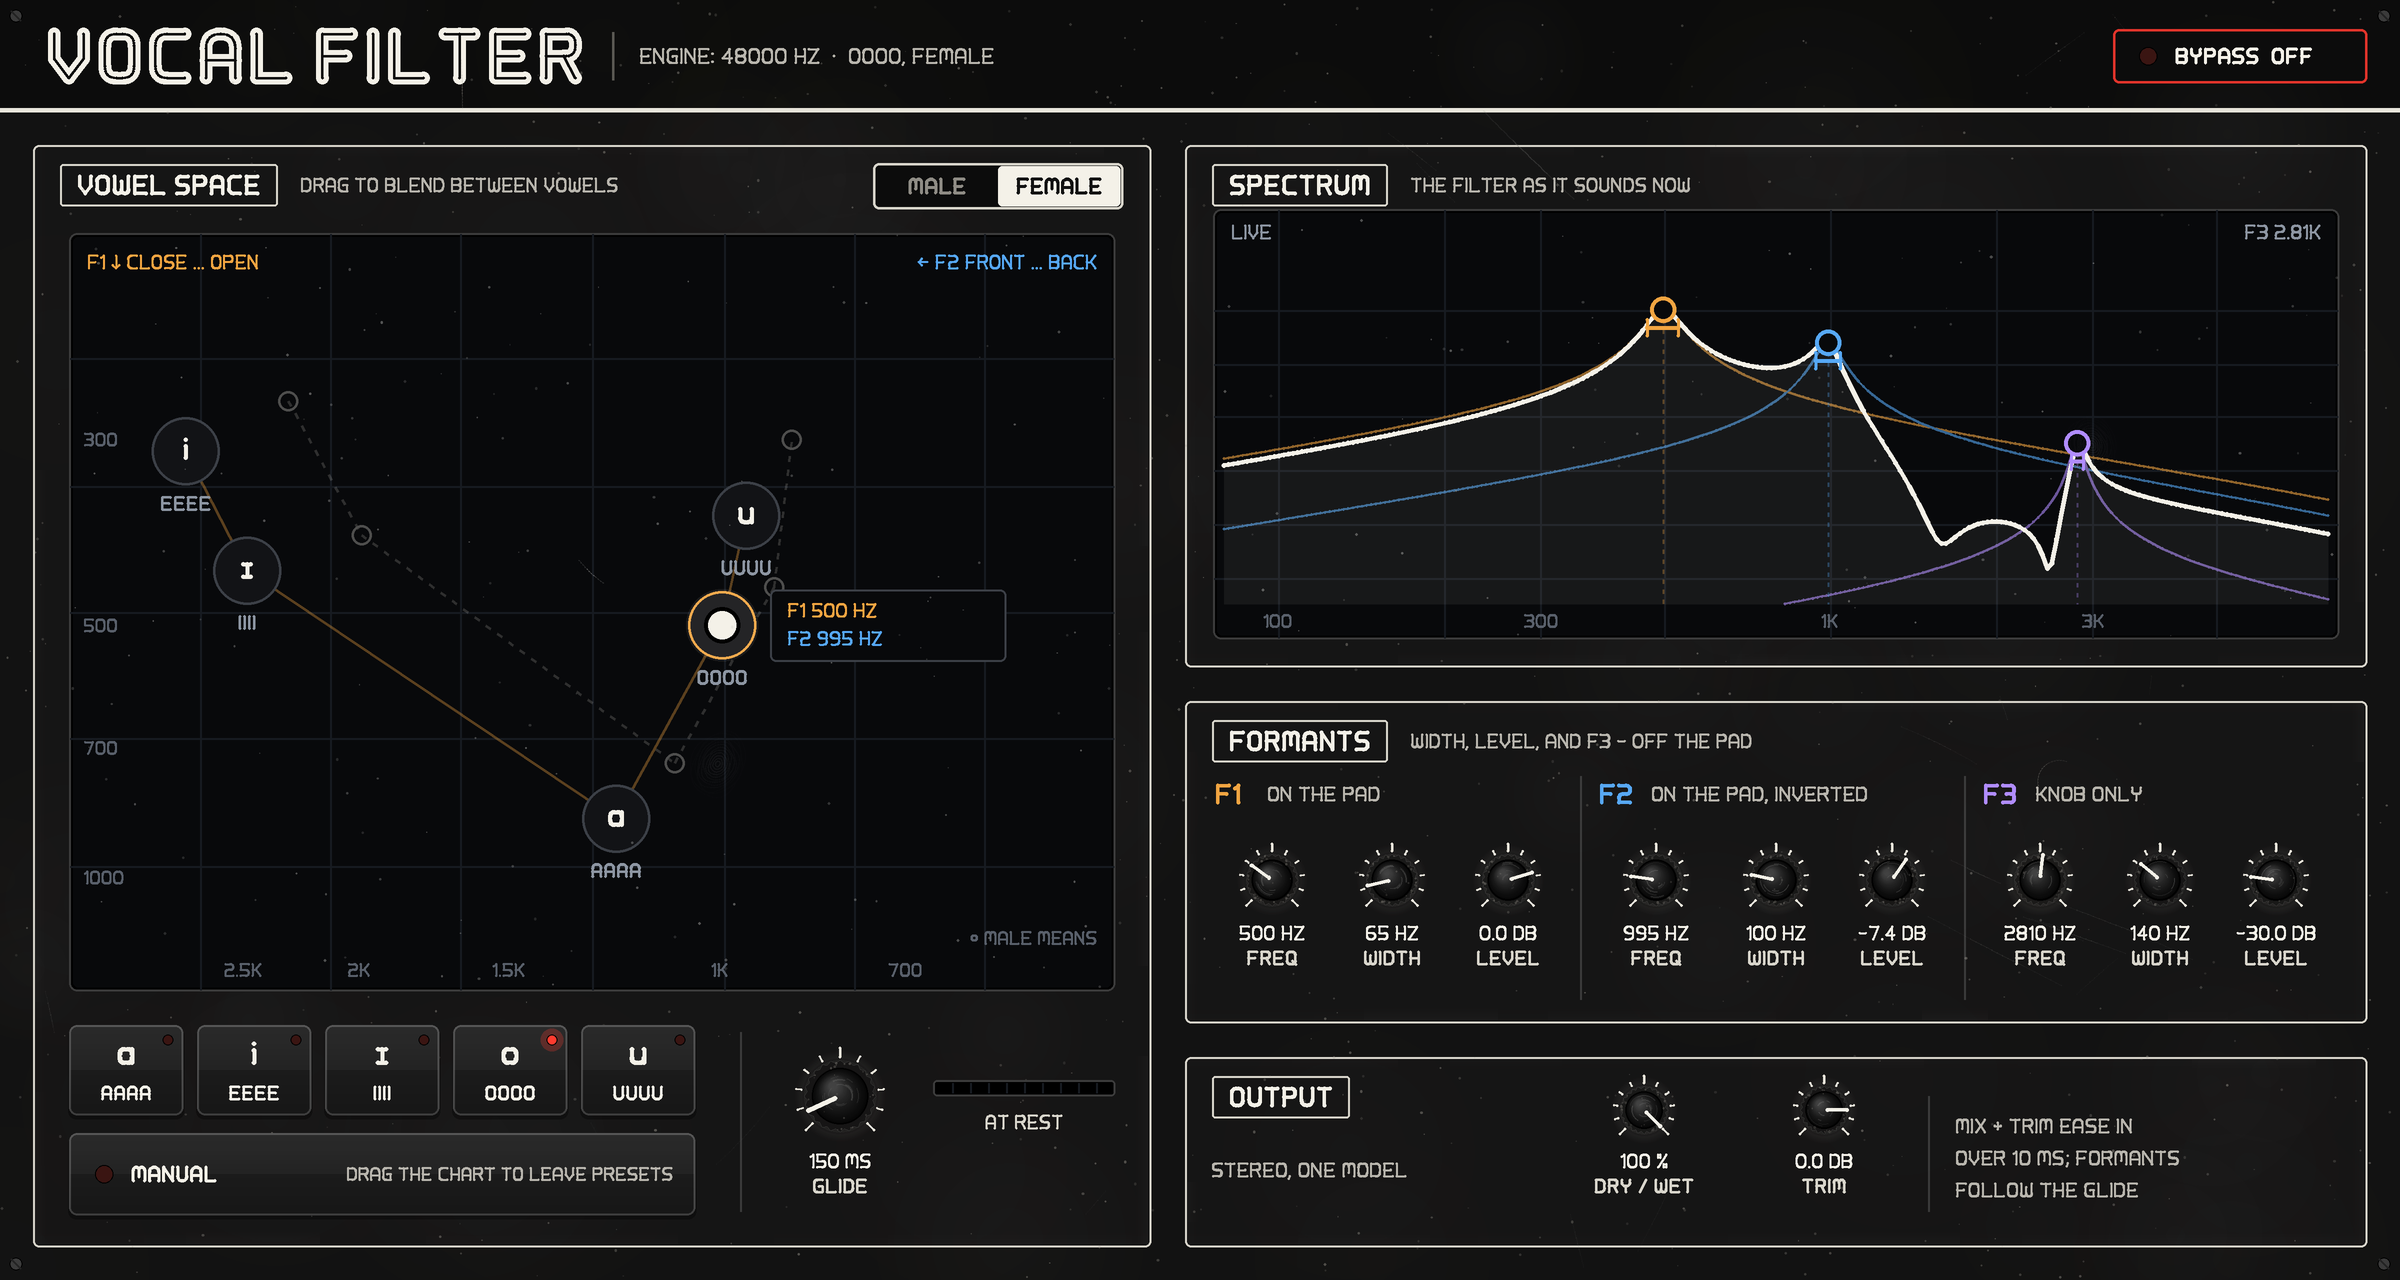 VOCAL FILTER
ENGINE: 48000 HZ · OOOO, FEMALE
BYPASS OFF
VOWEL SPACE
DRAG TO BLEND BETWEEN VOWELS
MALE
FEMALE
F1 ↓ CLOSE ... OPEN
← F2 FRONT ... BACK
300
i
EEEE
u
UUUU
ɪ
IIII
500
F1 500 HZ
F2 995 HZ
OOOO
700
a
AAAA
1000
MALE MEANS
2.5K
2K
1.5K
1K
700
a
AAAA
i
EEEE
ɪ
IIII
o
OOOO
u
UUUU
MANUAL
DRAG THE CHART TO LEAVE PRESETS
150 MS
GLIDE
AT REST
SPECTRUM
THE FILTER AS IT SOUNDS NOW
LIVE
F3 2.81K
100
300
1K
3K
FORMANTS
WIDTH, LEVEL, AND F3 - OFF THE PAD
F1
ON THE PAD
500 HZ
FREQ
65 HZ
WIDTH
0.0 DB
LEVEL
F2
ON THE PAD, INVERTED
995 HZ
FREQ
100 HZ
WIDTH
-7.4 DB
LEVEL
F3
KNOB ONLY
2810 HZ
FREQ
140 HZ
WIDTH
-30.0 DB
LEVEL
OUTPUT
STEREO, ONE MODEL
100 %
DRY / WET
0.0 DB
TRIM
MIX + TRIM EASE IN
OVER 10 MS; FORMANTS
FOLLOW THE GLIDE